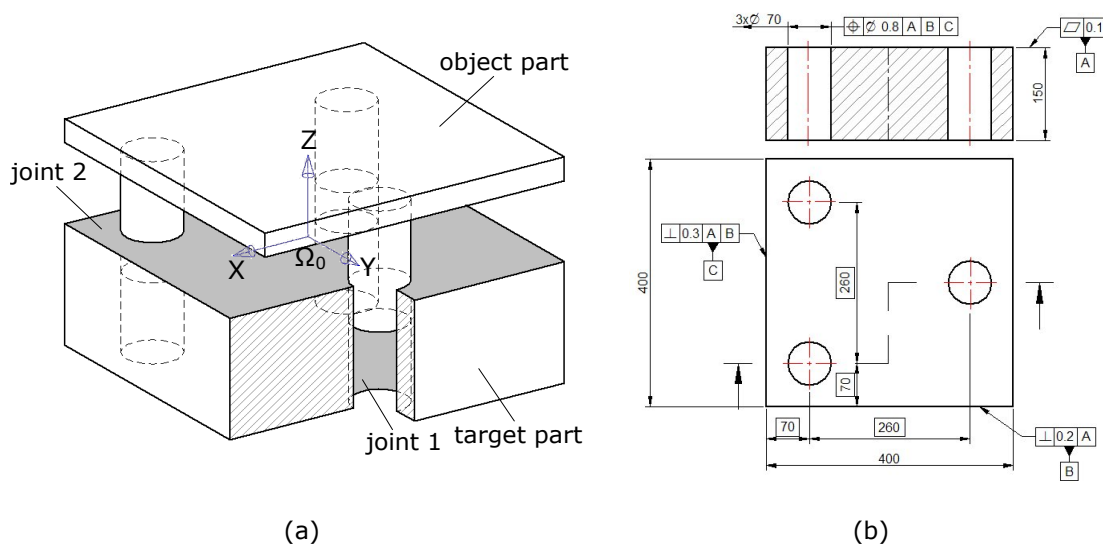 object part
Z
joint 2
X
Ω0
Y
joint 1
target part
(a)
3x∅ 70
⌖ ∅ 0.8 A B C
▱ 0.1
A
150
⊥ 0.3 A B
C
400
260
70
70
260
400
⊥ 0.2 A
B
(b)